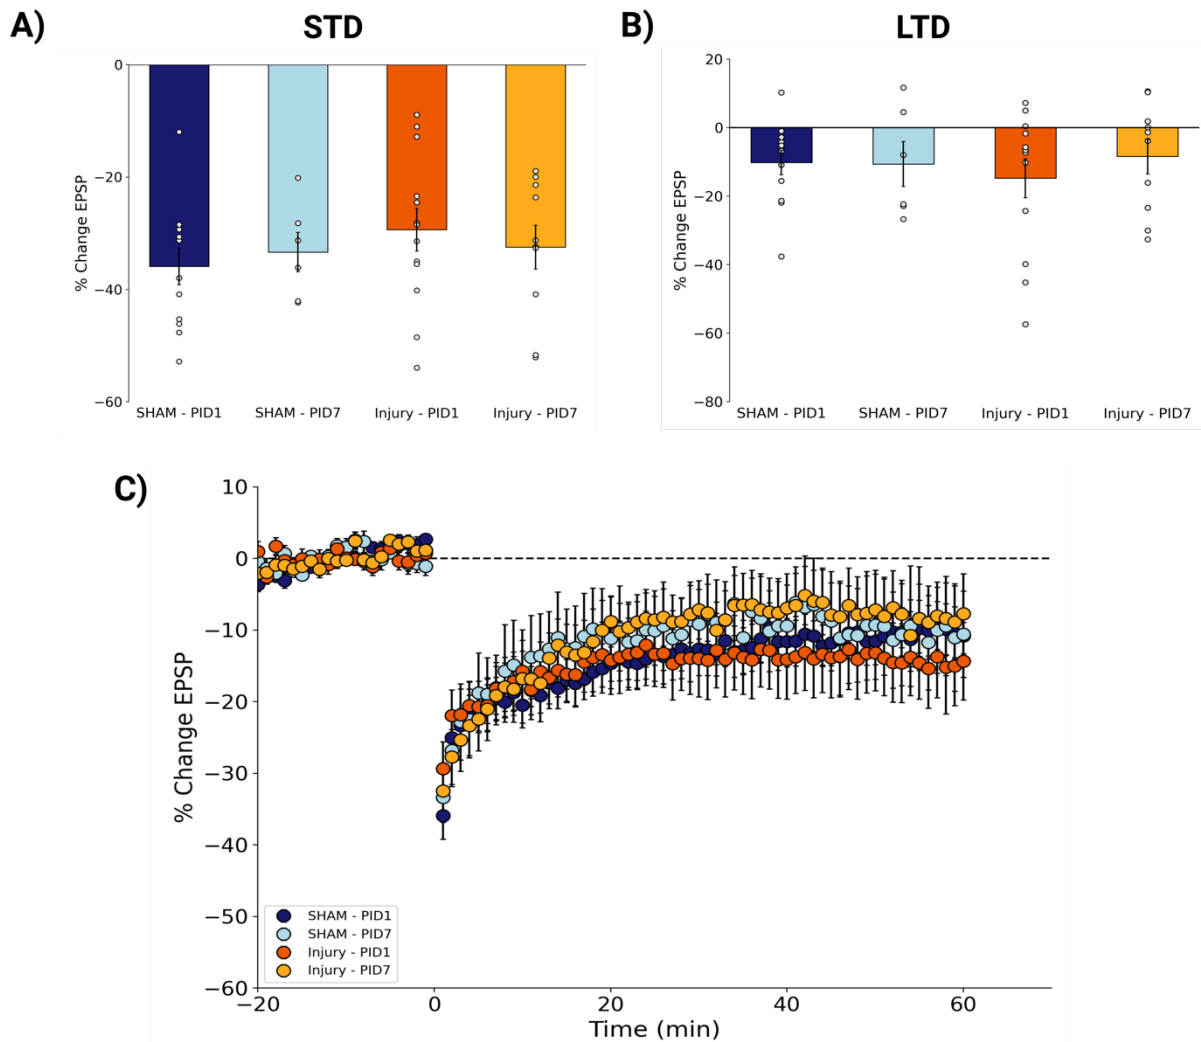 A)
STD
B)
LTD
0
−20
−40
−60
% Change EPSP
SHAM - PID1
SHAM - PID7
Injury - PID1
Injury - PID7
20
0
−20
−40
−60
−80
% Change EPSP
SHAM - PID1
SHAM - PID7
Injury - PID1
Injury - PID7
C)
10
0
−10
−20
−30
−40
−50
−60
% Change EPSP
SHAM - PID1
SHAM - PID7
Injury - PID1
Injury - PID7
−20
0
20
40
60
Time (min)